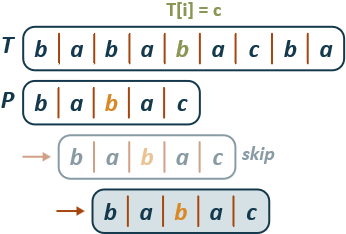 T[i] = c
T b | a | b | a | b | a | c | b | a
P b | a | b | a | c
b | a | b | a | c skip
b | a | b | a | c